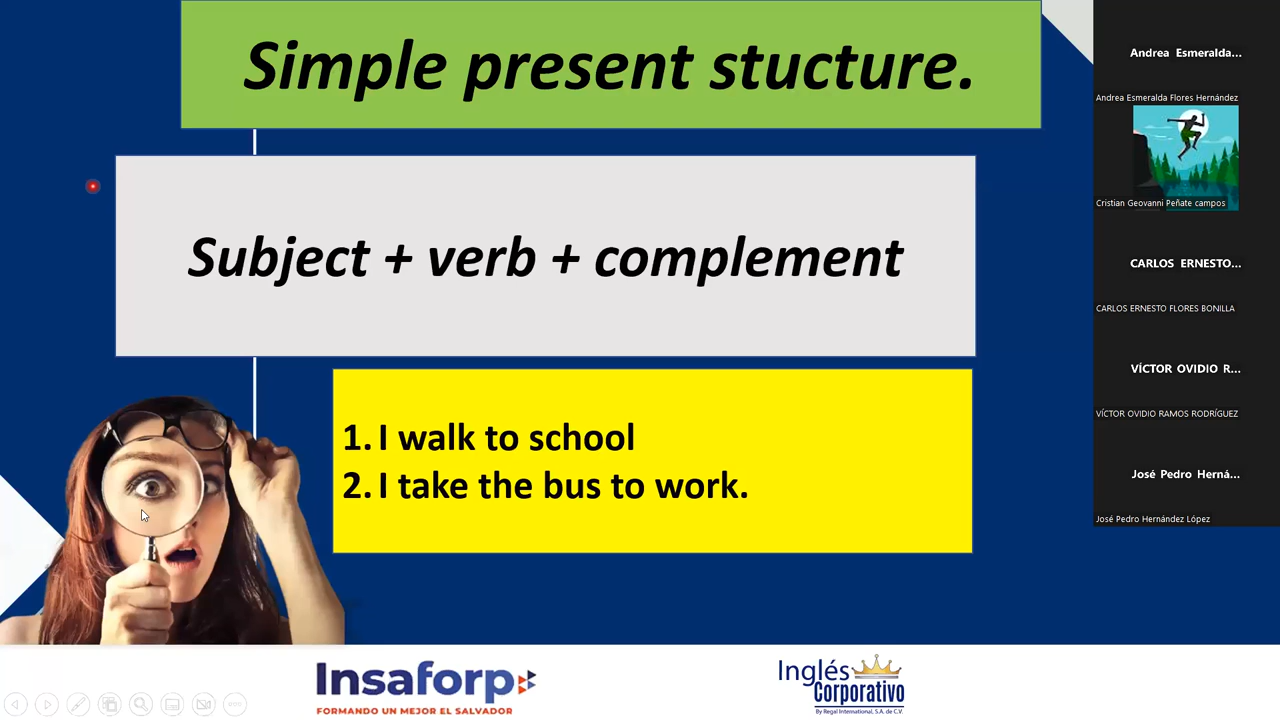 Simple present stucture.
Subject + verb + complement
1. I walk to school
2. I take the bus to work.
Insaforp
FORMANDO UN MEJOR EL SALVADOR
Inglés
Corporativo
By Regal International, S.A. de C.V.
Andrea Esmeralda...
Andrea Esmeralda Flores Hernández
Cristian Geovanni Peñate campos
CARLOS ERNESTO...
CARLOS ERNESTO FLORES BONILLA
VÍCTOR OVIDIO R...
VÍCTOR OVIDIO RAMOS RODRÍGUEZ
José Pedro Herná...
José Pedro Hernández López